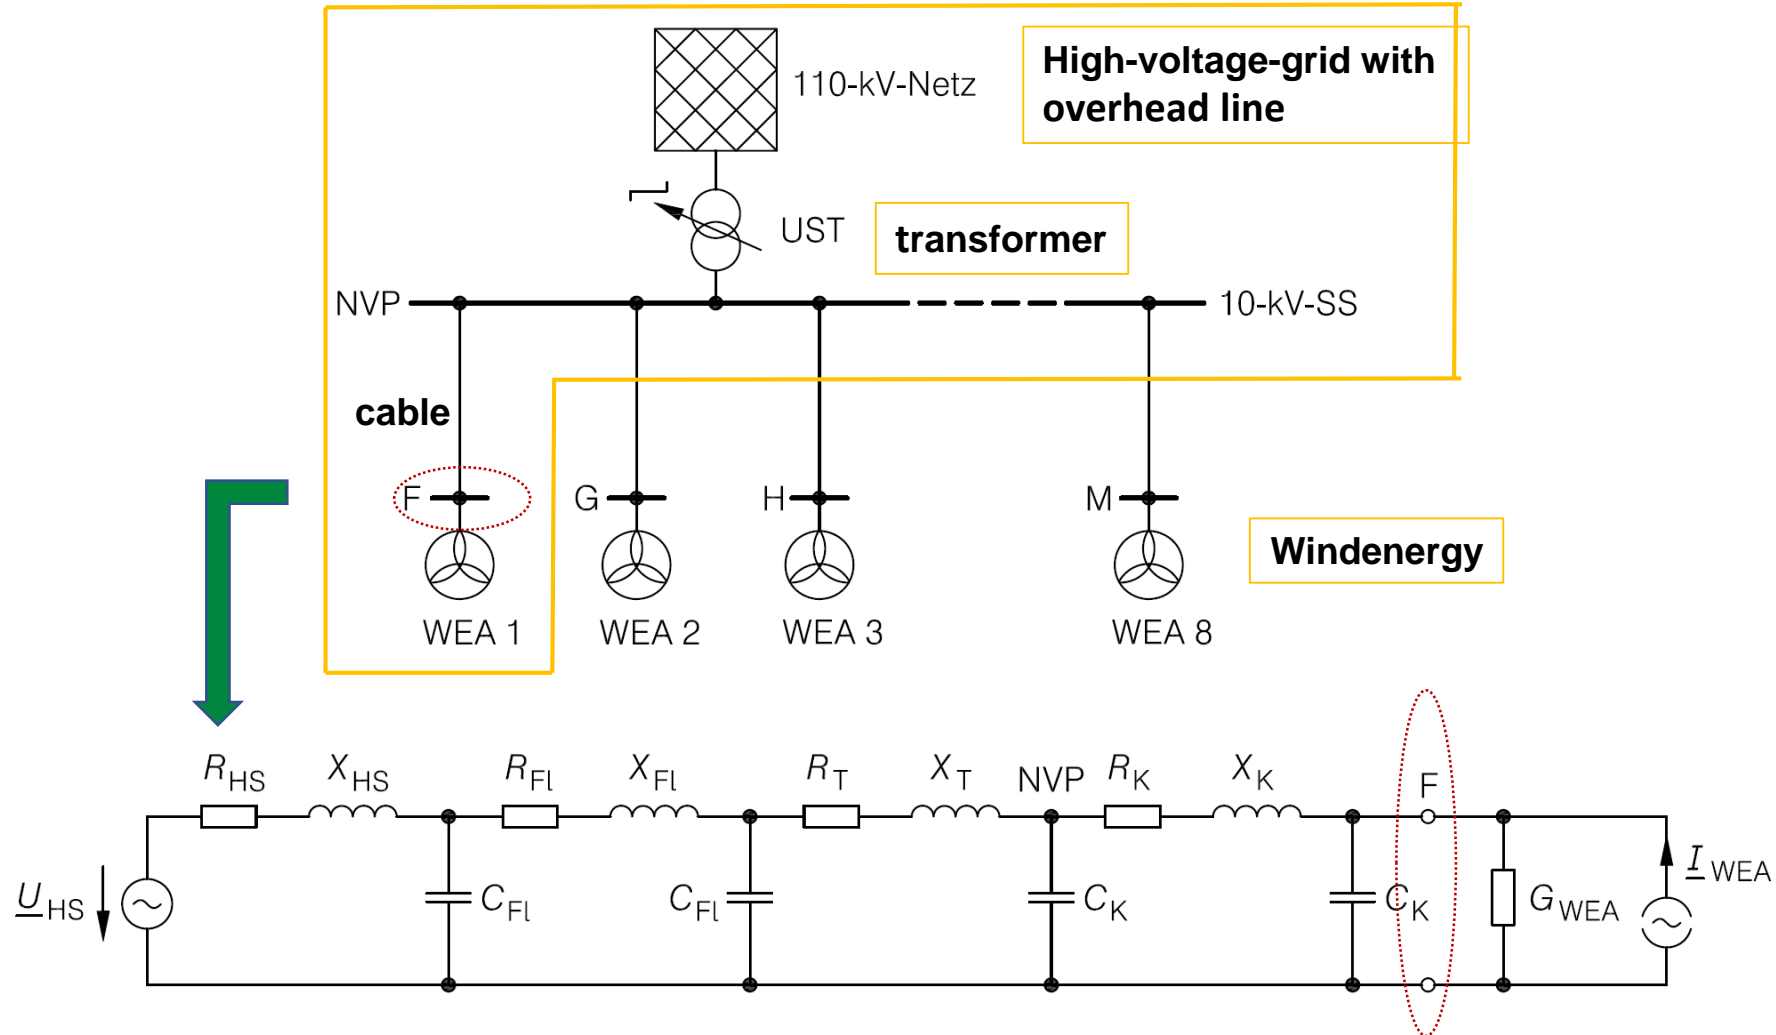 110-kV-Netz
High-voltage-grid with
overhead line
UST
transformer
NVP
10-kV-SS
cable
F
G
H
M
Windenergy
WEA 1
WEA 2
WEA 3
WEA 8
R_HS
X_HS
R_Fl
X_Fl
R_T
X_T
NVP
R_K
X_K
F
U_HS
C_Fl
C_Fl
C_K
C_K
G_WEA
I_WEA